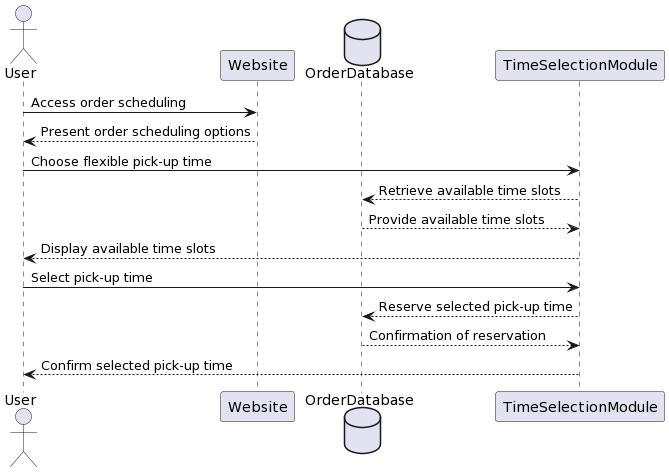 User
Website
OrderDatabase
TimeSelectionModule
Access order scheduling
Present order scheduling options
Choose flexible pick-up time
Retrieve available time slots
Provide available time slots
Display available time slots
Select pick-up time
Reserve selected pick-up time
Confirmation of reservation
Confirm selected pick-up time
User
Website
OrderDatabase
TimeSelectionModule